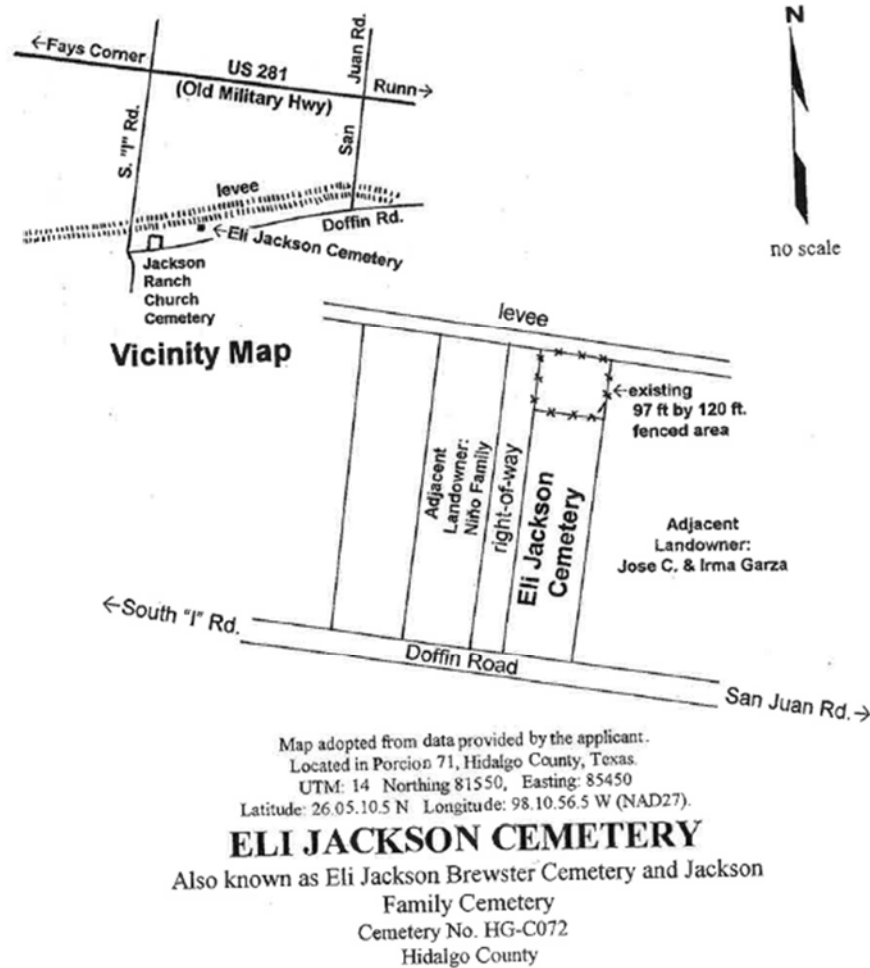 N
←Fays Corner
US 281
(Old Military Hwy)
Juan Rd.
Runn→
San
S. "I" Rd.
levee
Doffin Rd.
←Eli Jackson Cemetery
Jackson
Ranch
Church
Cemetery
no scale
Vicinity Map
levee
←existing
97 ft by 120 ft.
fenced area
Adjacent
Landowner:
Niño Family
right-of-way
Eli Jackson
Cemetery
Adjacent
Landowner:
Jose C. & Irma Garza
←South "I" Rd.
Doffin Road
San Juan Rd.→
Map adopted from data provided by the applicant.
Located in Porcion 71, Hidalgo County, Texas.
UTM: 14 Northing 81550, Easting: 85450
Latitude: 26.05.10.5 N Longitude: 98.10.56.5 W (NAD27).
ELI JACKSON CEMETERY
Also known as Eli Jackson Brewster Cemetery and Jackson
Family Cemetery
Cemetery No. HG-C072
Hidalgo County